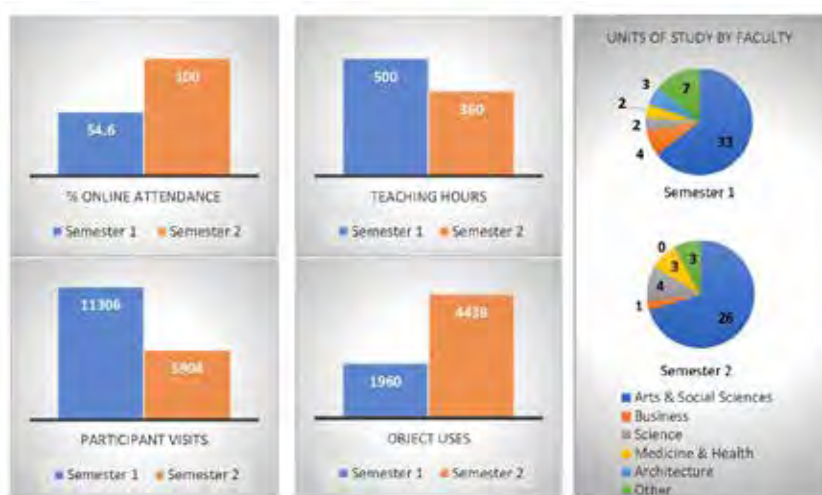 54.6
100
% ONLINE ATTENDANCE
Semester 1 Semester 2
500
360
TEACHING HOURS
Semester 1 Semester 2
11306
PARTICIPANT VISITS
Semester 1 Semester 2
1960
4438
OBJECT USES
Semester 1 Semester 2
UNITS OF STUDY BY FACULTY
3
7
2
2
4
33
Semester 1
0
3
3
4
1
26
Semester 2
Arts & Social Sciences
Business
Science
Medicine & Health
Architecture
Other